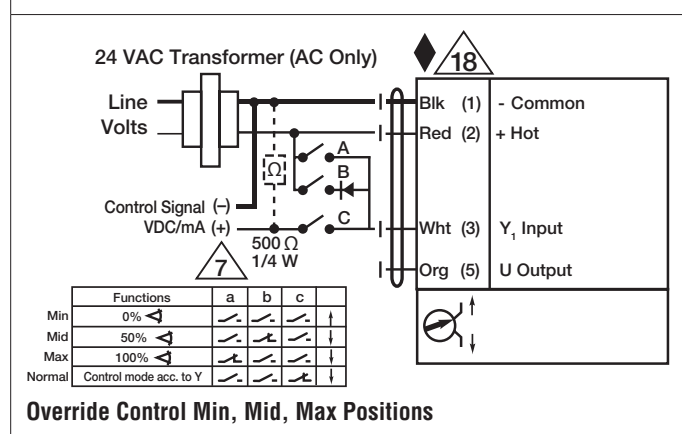 24 VAC Transformer (AC Only)
18
Line
Volts
Blk (1) - Common
Red (2) + Hot
A
Ω
B
Control Signal (–)
VDC/mA (+)
C
Wht (3) Y1 Input
500 Ω
1/4 W
7
Org (5) U Output
Functions a b c
Min 0%
Mid 50%
Max 100%
Normal Control mode acc. to Y
Override Control Min, Mid, Max Positions